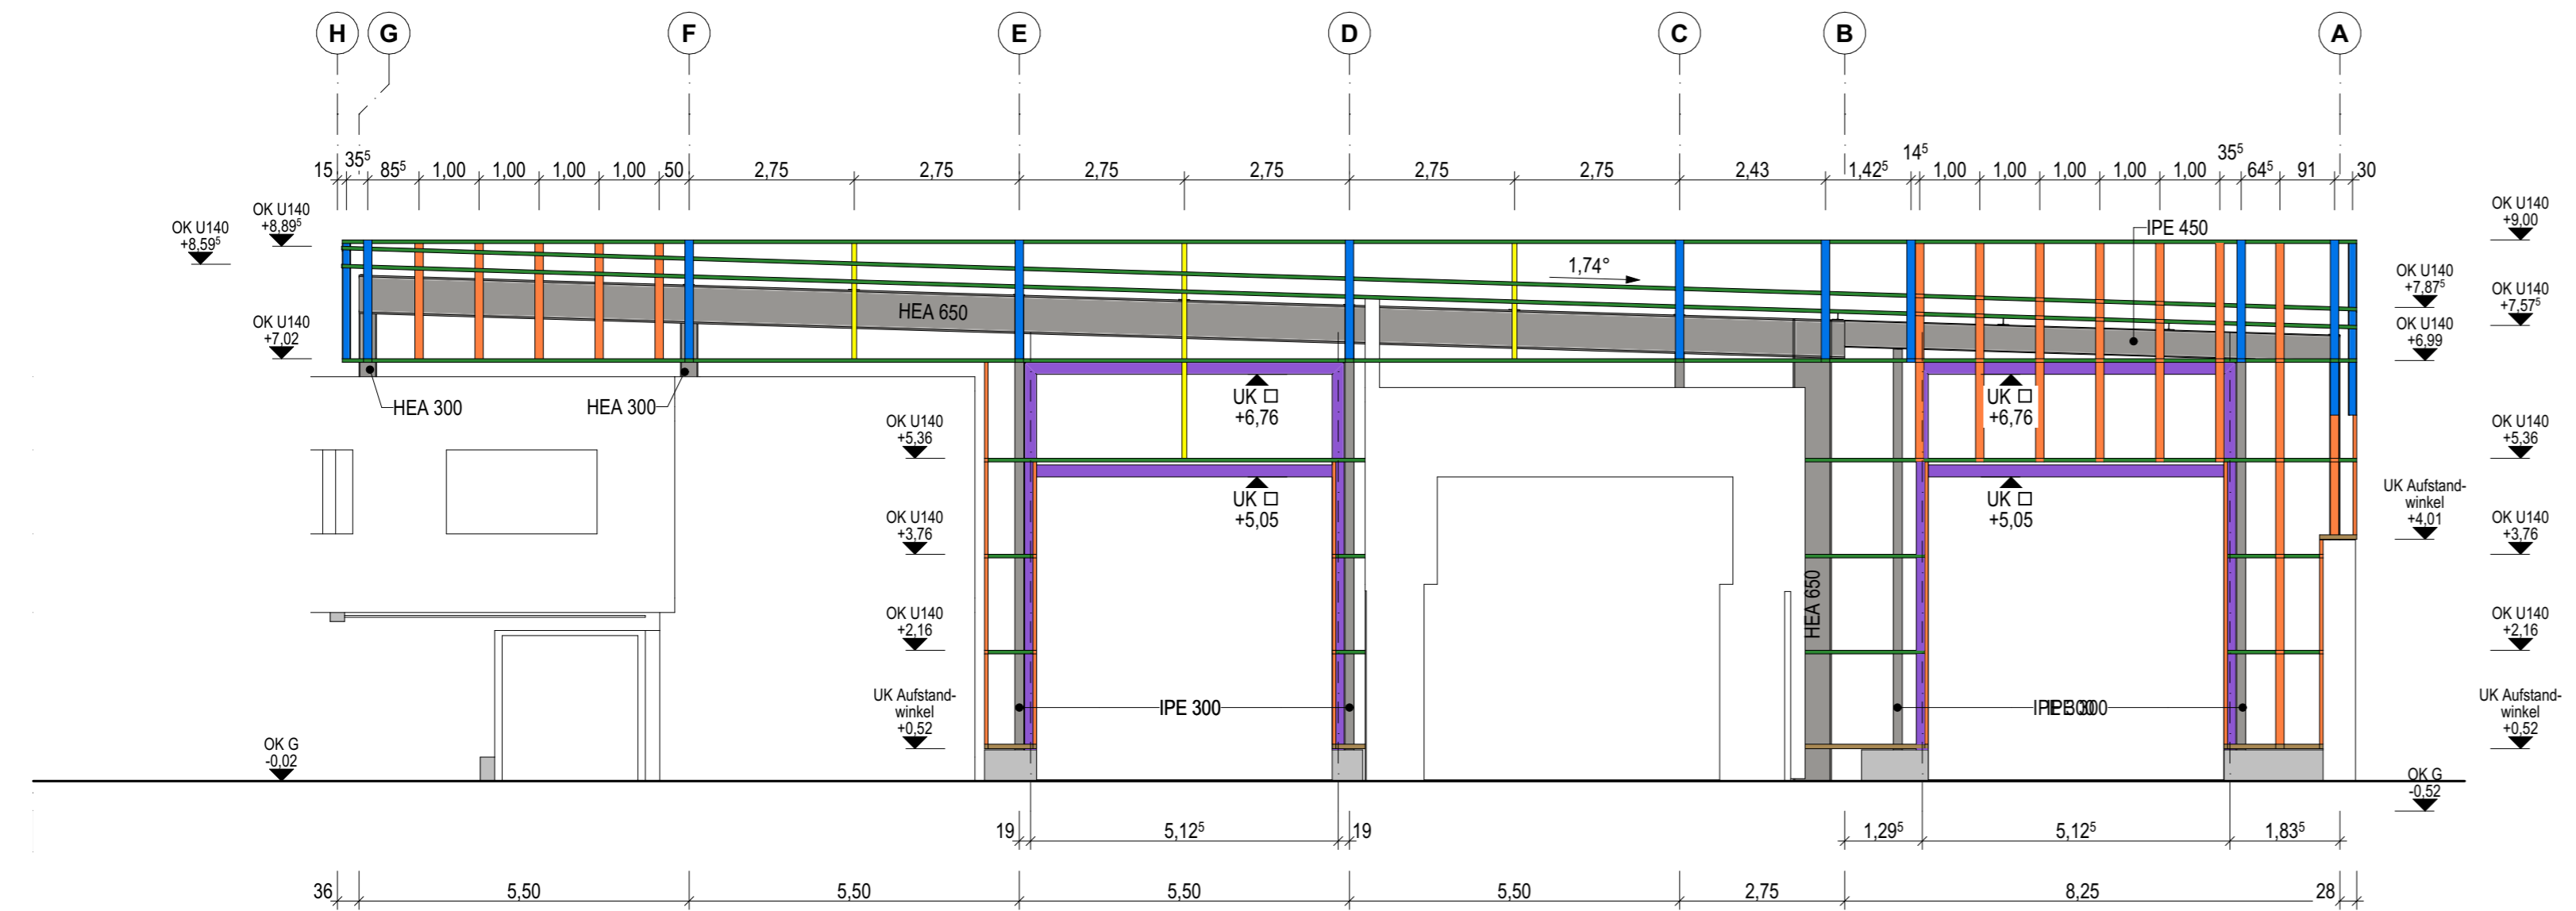 H G F E D C B A
35⁵ 14⁵ 35⁵
15 85⁵ 1,00 1,00 1,00 1,00 50 2,75 2,75 2,75 2,75 2,75 2,75 2,43 1,42⁵ 1,00 1,00 1,00 1,00 1,00 64⁵ 91 30
OK U140
+8,59⁵
OK U140
+8,89⁵
OK U140
+7,02
IPE 450
1,74°
HEA 650
OK U140
+9,00
OK U140
+7,87⁵
OK U140
+7,57⁵
OK U140
+6,99
HEA 300
HEA 300
UK □
+6,76
UK □
+6,76
OK U140
+5,36
OK U140
+5,36
UK □
+5,05
UK □
+5,05
UK Aufstand-
winkel
+4,01
OK U140
+3,76
OK U140
+3,76
HEA 650
OK U140
+2,16
OK U140
+2,16
UK Aufstand-
winkel
+0,52
IPE 300
IPE 300
UK Aufstand-
winkel
+0,52
OK G
-0,02
OK G
-0,52
19 5,12⁵ 19 1,29⁵ 5,12⁵ 1,83⁵
36 5,50 5,50 5,50 5,50 2,75 8,25 28